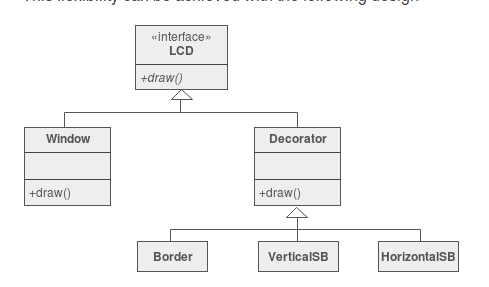 This flexibility can be achieved with the following design
«interface»
LCD
+draw()
Window
Decorator
+draw()
+draw()
Border
VerticalSB
HorizontalSB